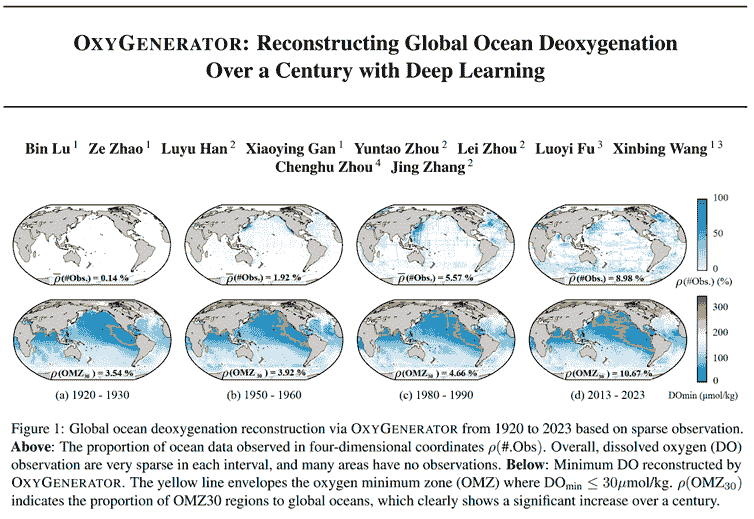 OXYGENERATOR: Reconstructing Global Ocean Deoxygenation
Over a Century with Deep Learning
Bin Lu 1 Ze Zhao 1 Luyu Han 2 Xiaoying Gan 1 Yuntao Zhou 2 Lei Zhou 2 Luoyi Fu 3 Xinbing Wang 1 3
Chenghu Zhou 4 Jing Zhang 2
100
50
0
ρ(#Obs.) (%)
ρ̅(#Obs.) = 0.14 %
ρ̅(#Obs.) = 1.92 %
ρ̅(#Obs.) = 5.57 %
ρ̅(#Obs.) = 8.98 %
300
200
100
0
DOmin (μmol/kg)
ρ(OMZ30) = 3.54 %
ρ(OMZ30) = 3.92 %
ρ(OMZ30) = 4.66 %
ρ(OMZ30) = 10.67 %
(a) 1920 - 1930
(b) 1950 - 1960
(c) 1980 - 1990
(d) 2013 - 2023
Figure 1: Global ocean deoxygenation reconstruction via OXYGENERATOR from 1920 to 2023 based on sparse observation.
Above: The proportion of ocean data observed in four-dimensional coordinates ρ(#.Obs). Overall, dissolved oxygen (DO)
observation are very sparse in each interval, and many areas have no observations. Below: Minimum DO reconstructed by
OXYGENERATOR. The yellow line envelopes the oxygen minimum zone (OMZ) where DOmin ≤ 30μmol/kg. ρ(OMZ30)
indicates the proportion of OMZ30 regions to global oceans, which clearly shows a significant increase over a century.